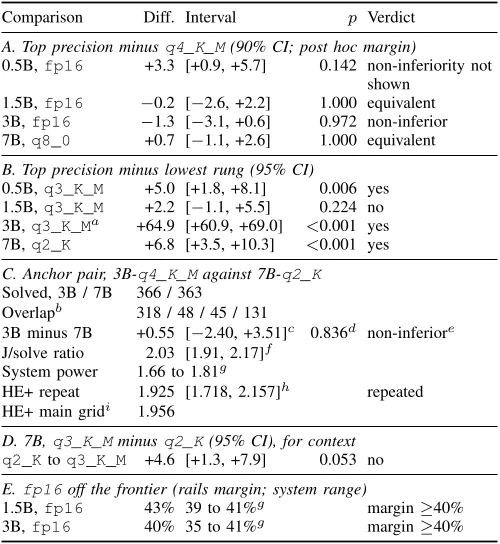 Comparison Diff. Interval p Verdict
A. Top precision minus q4_K_M (90% CI; post hoc margin)
0.5B, fp16 +3.3 [+0.9, +5.7] 0.142 non-inferiority not
shown
1.5B, fp16 −0.2 [−2.6, +2.2] 1.000 equivalent
3B, fp16 −1.3 [−3.1, +0.6] 0.972 non-inferior
7B, q8_0 +0.7 [−1.1, +2.6] 1.000 equivalent
B. Top precision minus lowest rung (95% CI)
0.5B, q3_K_M +5.0 [+1.8, +8.1] 0.006 yes
1.5B, q3_K_M +2.2 [−1.1, +5.5] 0.224 no
3B, q3_K_Ma +64.9 [+60.9, +69.0] <0.001 yes
7B, q2_K +6.8 [+3.5, +10.3] <0.001 yes
C. Anchor pair, 3B-q4_K_M against 7B-q2_K
Solved, 3B / 7B 366 / 363
Overlapb 318 / 48 / 45 / 131
3B minus 7B +0.55 [−2.40, +3.51]c 0.836d non-inferiore
J/solve ratio 2.03 [1.91, 2.17]f
System power 1.66 to 1.81g
HE+ repeat 1.925 [1.718, 2.157]h repeated
HE+ main gridi 1.956
D. 7B, q3_K_M minus q2_K (95% CI), for context
q2_K to q3_K_M +4.6 [+1.3, +7.9] 0.053 no
E. fp16 off the frontier (rails margin; system range)
1.5B, fp16 43% 39 to 41%g margin ≥40%
3B, fp16 40% 35 to 41%g margin ≥40%